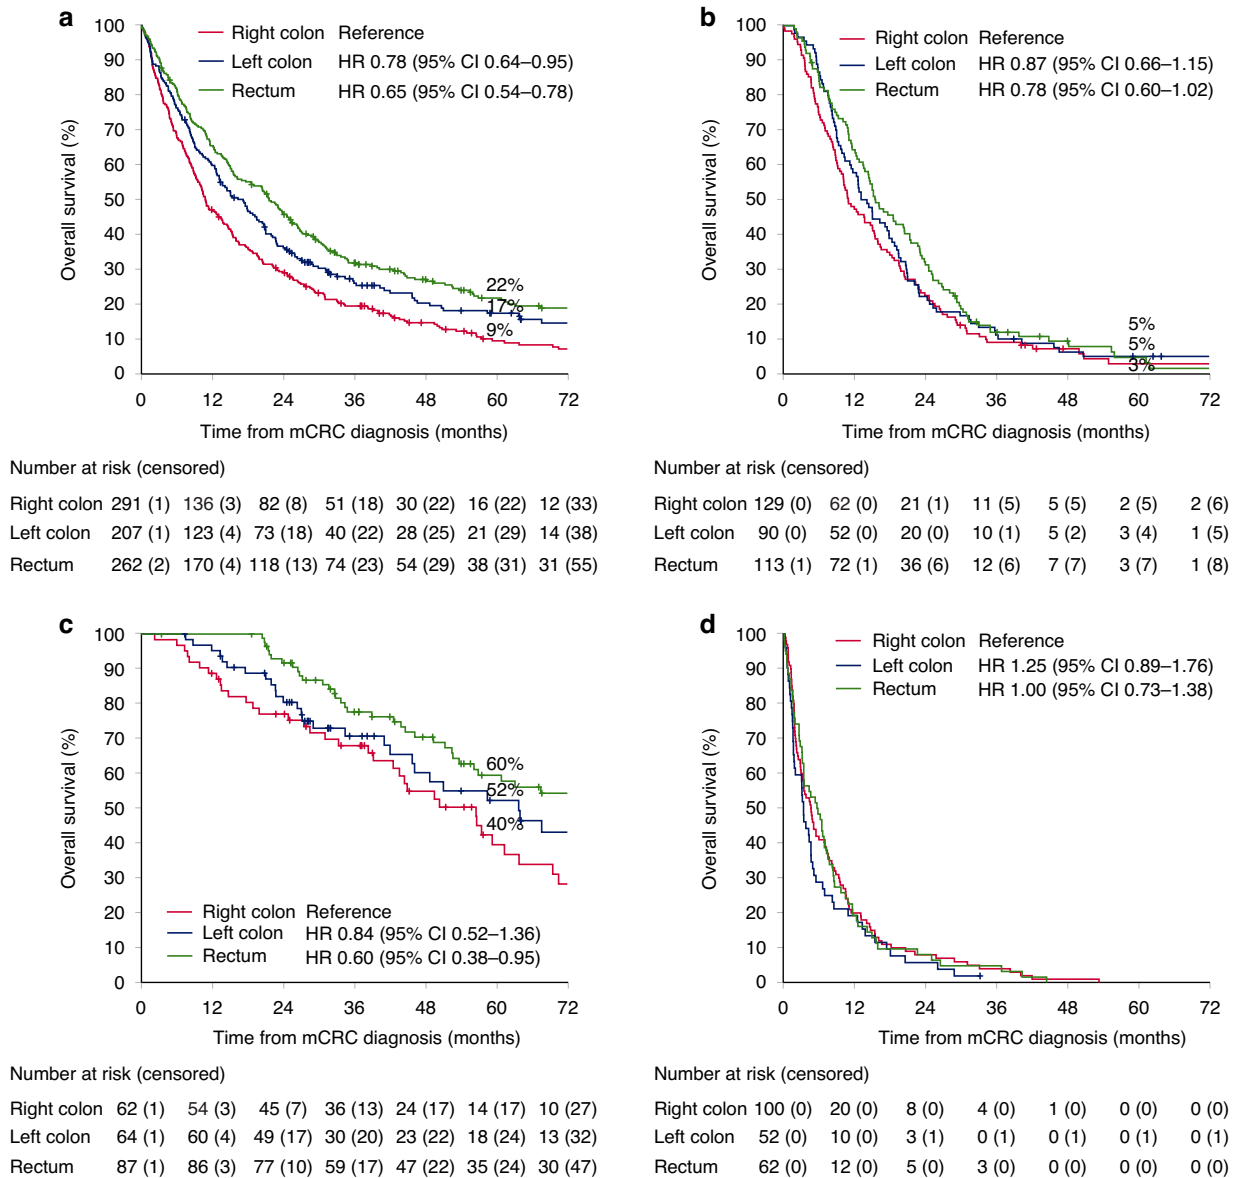 a
Overall survival (%)
100
90
80
70
60
50
40
30
20
10
0
Right colon Reference
Left colon HR 0.78 (95% CI 0.64–0.95)
Rectum HR 0.65 (95% CI 0.54–0.78)
22%
17%
9%
0 12 24 36 48 60 72
Time from mCRC diagnosis (months)
Number at risk (censored)
Right colon 291 (1) 136 (3) 82 (8) 51 (18) 30 (22) 16 (22) 12 (33)
Left colon 207 (1) 123 (4) 73 (18) 40 (22) 28 (25) 21 (29) 14 (38)
Rectum 262 (2) 170 (4) 118 (13) 74 (23) 54 (29) 38 (31) 31 (55)
b
Overall survival (%)
100
90
80
70
60
50
40
30
20
10
0
Right colon Reference
Left colon HR 0.87 (95% CI 0.66–1.15)
Rectum HR 0.78 (95% CI 0.60–1.02)
5%
5%
3%
0 12 24 36 48 60 72
Time from mCRC diagnosis (months)
Number at risk (censored)
Right colon 129 (0) 62 (0) 21 (1) 11 (5) 5 (5) 2 (5) 2 (6)
Left colon 90 (0) 52 (0) 20 (0) 10 (1) 5 (2) 3 (4) 1 (5)
Rectum 113 (1) 72 (1) 36 (6) 12 (6) 7 (7) 3 (7) 1 (8)
c
Overall survival (%)
100
90
80
70
60
50
40
30
20
10
0
60%
52%
40%
Right colon Reference
Left colon HR 0.84 (95% CI 0.52–1.36)
Rectum HR 0.60 (95% CI 0.38–0.95)
0 12 24 36 48 60 72
Time from mCRC diagnosis (months)
Number at risk (censored)
Right colon 62 (1) 54 (3) 45 (7) 36 (13) 24 (17) 14 (17) 10 (27)
Left colon 64 (1) 60 (4) 49 (17) 30 (20) 23 (22) 18 (24) 13 (32)
Rectum 87 (1) 86 (3) 77 (10) 59 (17) 47 (22) 35 (24) 30 (47)
d
Overall survival (%)
100
90
80
70
60
50
40
30
20
10
0
Right colon Reference
Left colon HR 1.25 (95% CI 0.89–1.76)
Rectum HR 1.00 (95% CI 0.73–1.38)
0 12 24 36 48 60 72
Time from mCRC diagnosis (months)
Number at risk (censored)
Right colon 100 (0) 20 (0) 8 (0) 4 (0) 1 (0) 0 (0) 0 (0)
Left colon 52 (0) 10 (0) 3 (1) 0 (1) 0 (1) 0 (1) 0 (1)
Rectum 62 (0) 12 (0) 5 (0) 3 (0) 0 (0) 0 (0) 0 (0)